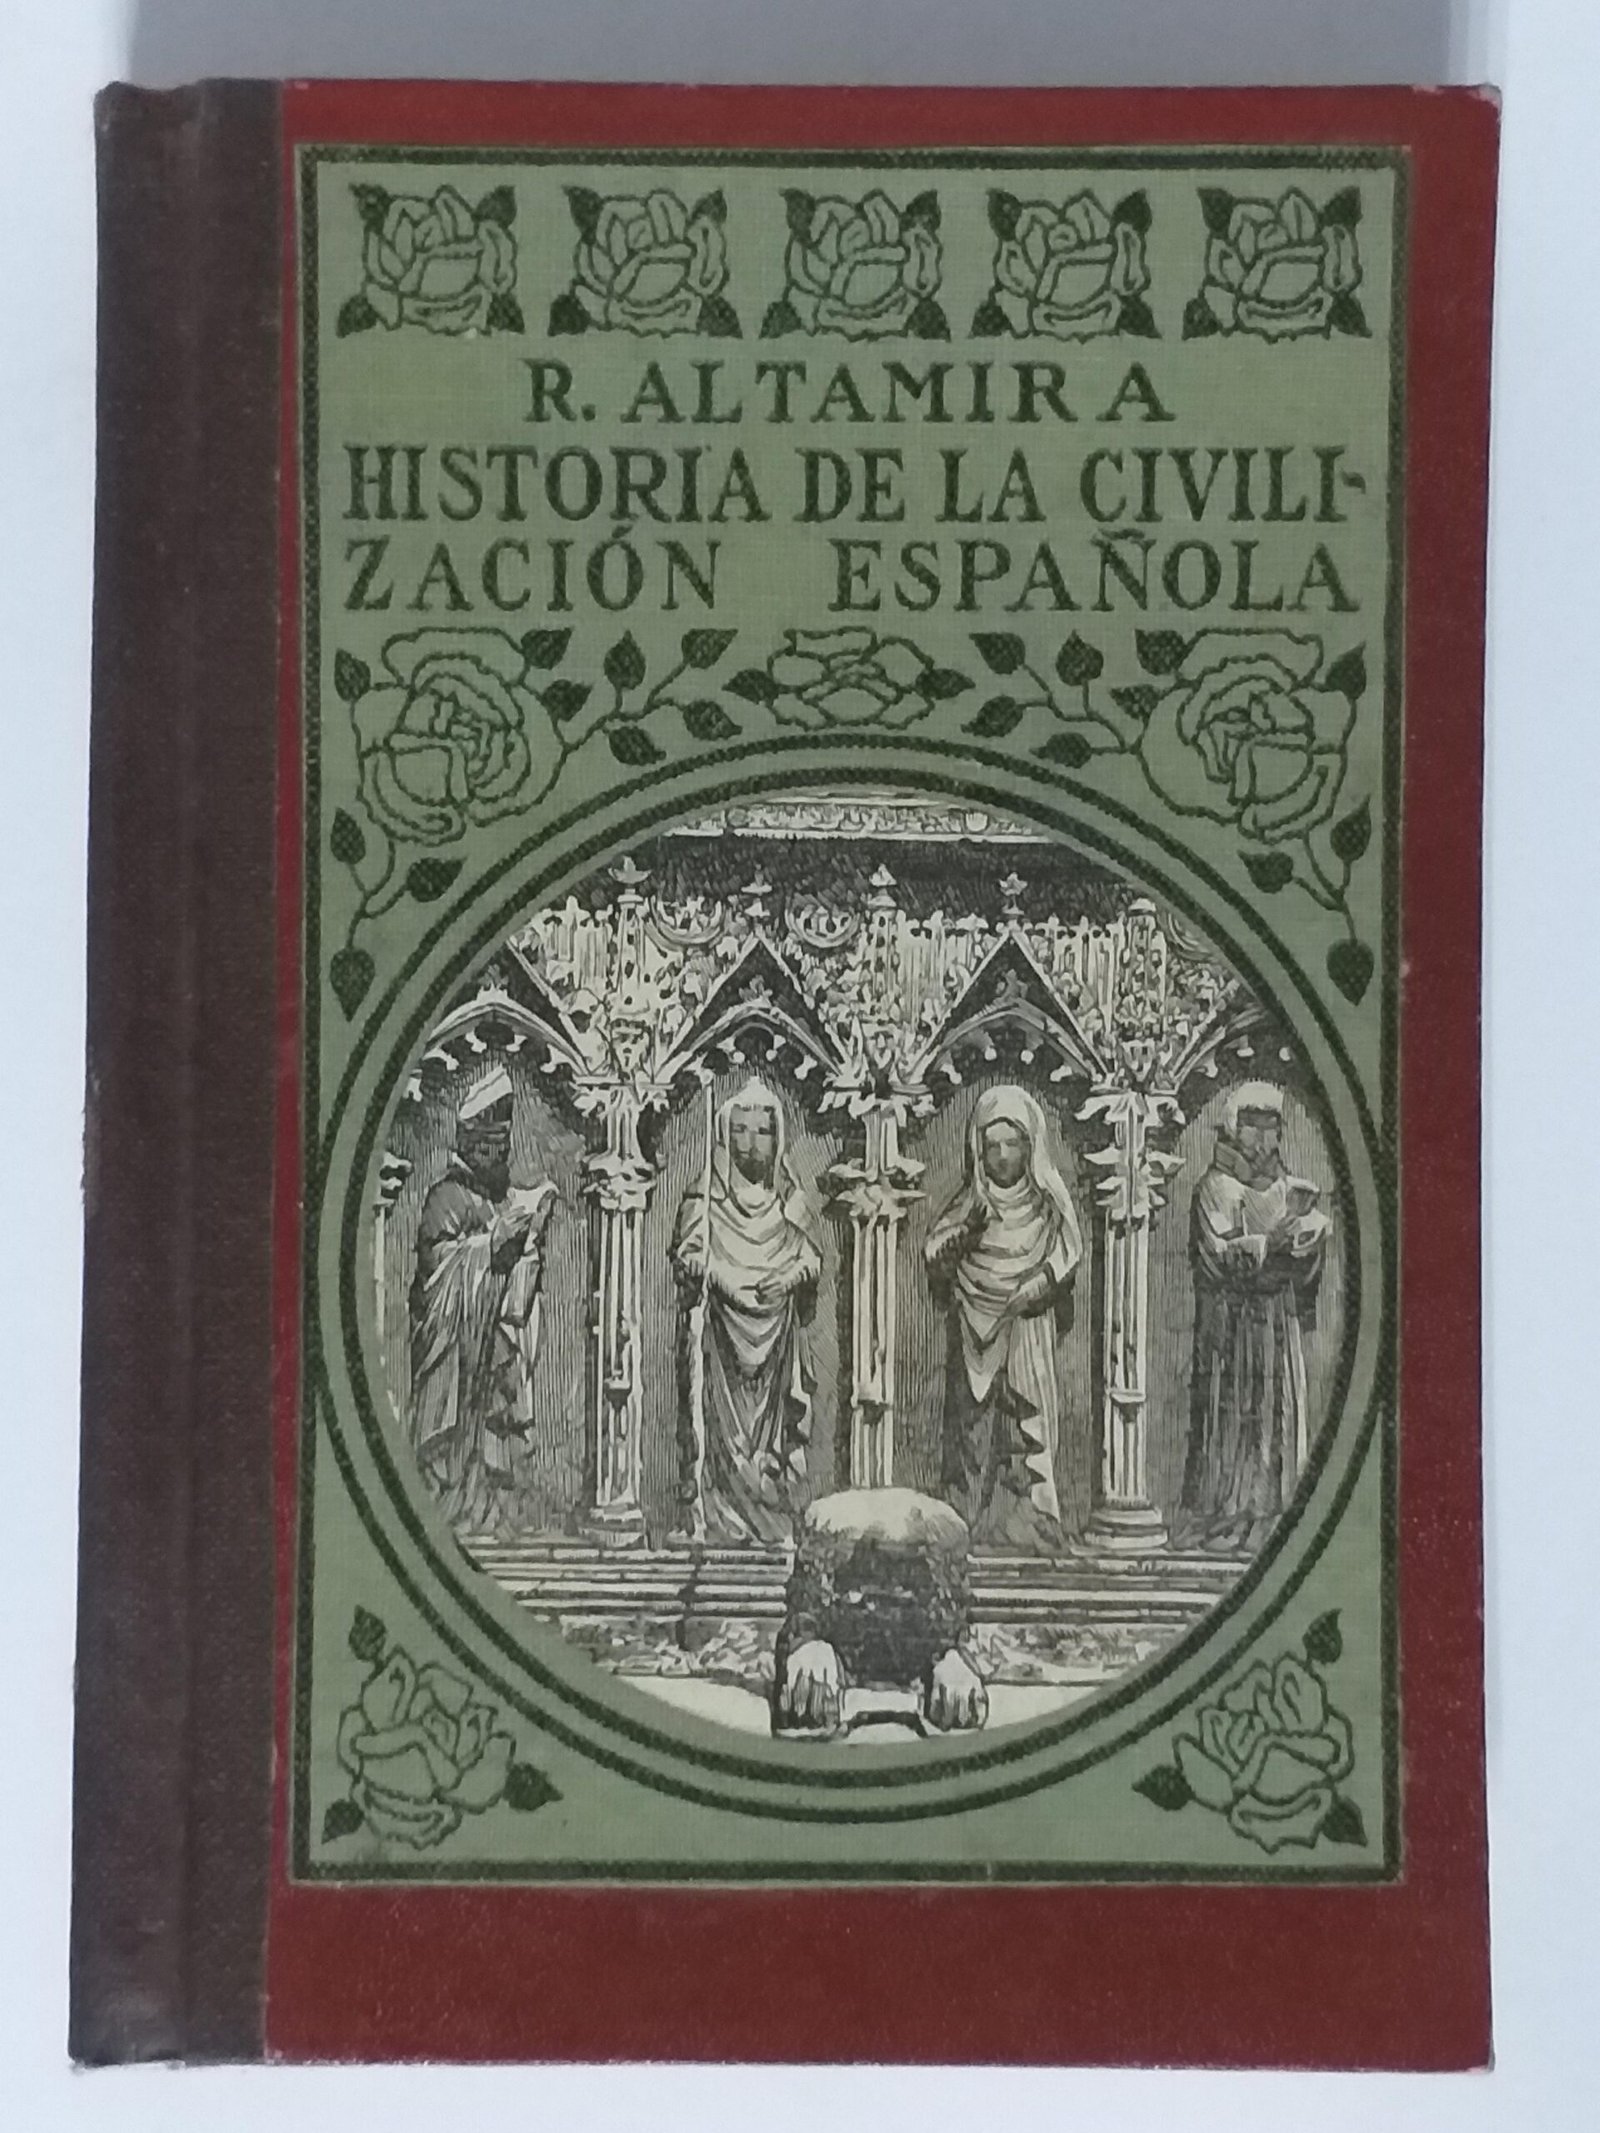 R. ALTAMIRA
HISTORIA DE LA CIVILI-
ZACIÓN ESPAÑOLA